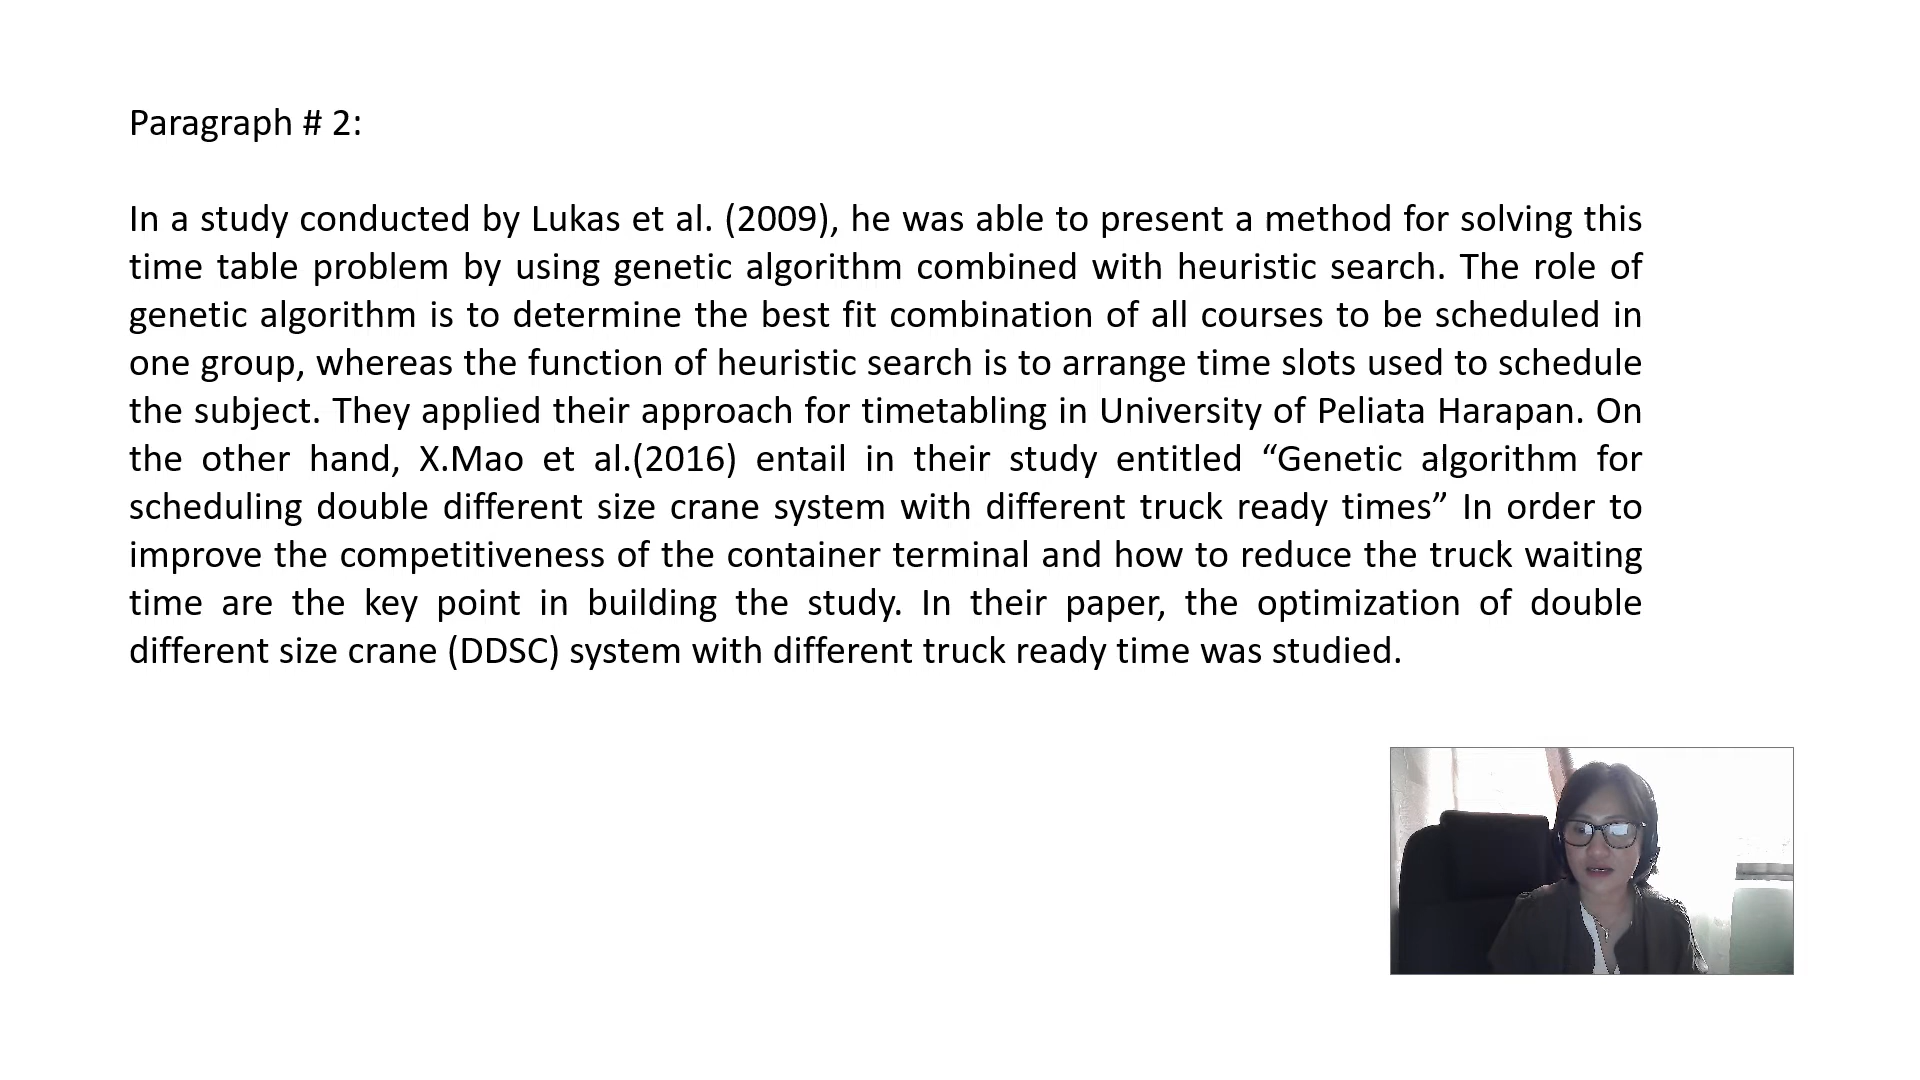 Paragraph # 2:
In a study conducted by Lukas et al. (2009), he was able to present a method for solving this
time table problem by using genetic algorithm combined with heuristic search. The role of
genetic algorithm is to determine the best fit combination of all courses to be scheduled in
one group, whereas the function of heuristic search is to arrange time slots used to schedule
the subject. They applied their approach for timetabling in University of Peliata Harapan. On
the other hand, X.Mao et al.(2016) entail in their study entitled “Genetic algorithm for
scheduling double different size crane system with different truck ready times” In order to
improve the competitiveness of the container terminal and how to reduce the truck waiting
time are the key point in building the study. In their paper, the optimization of double
different size crane (DDSC) system with different truck ready time was studied.